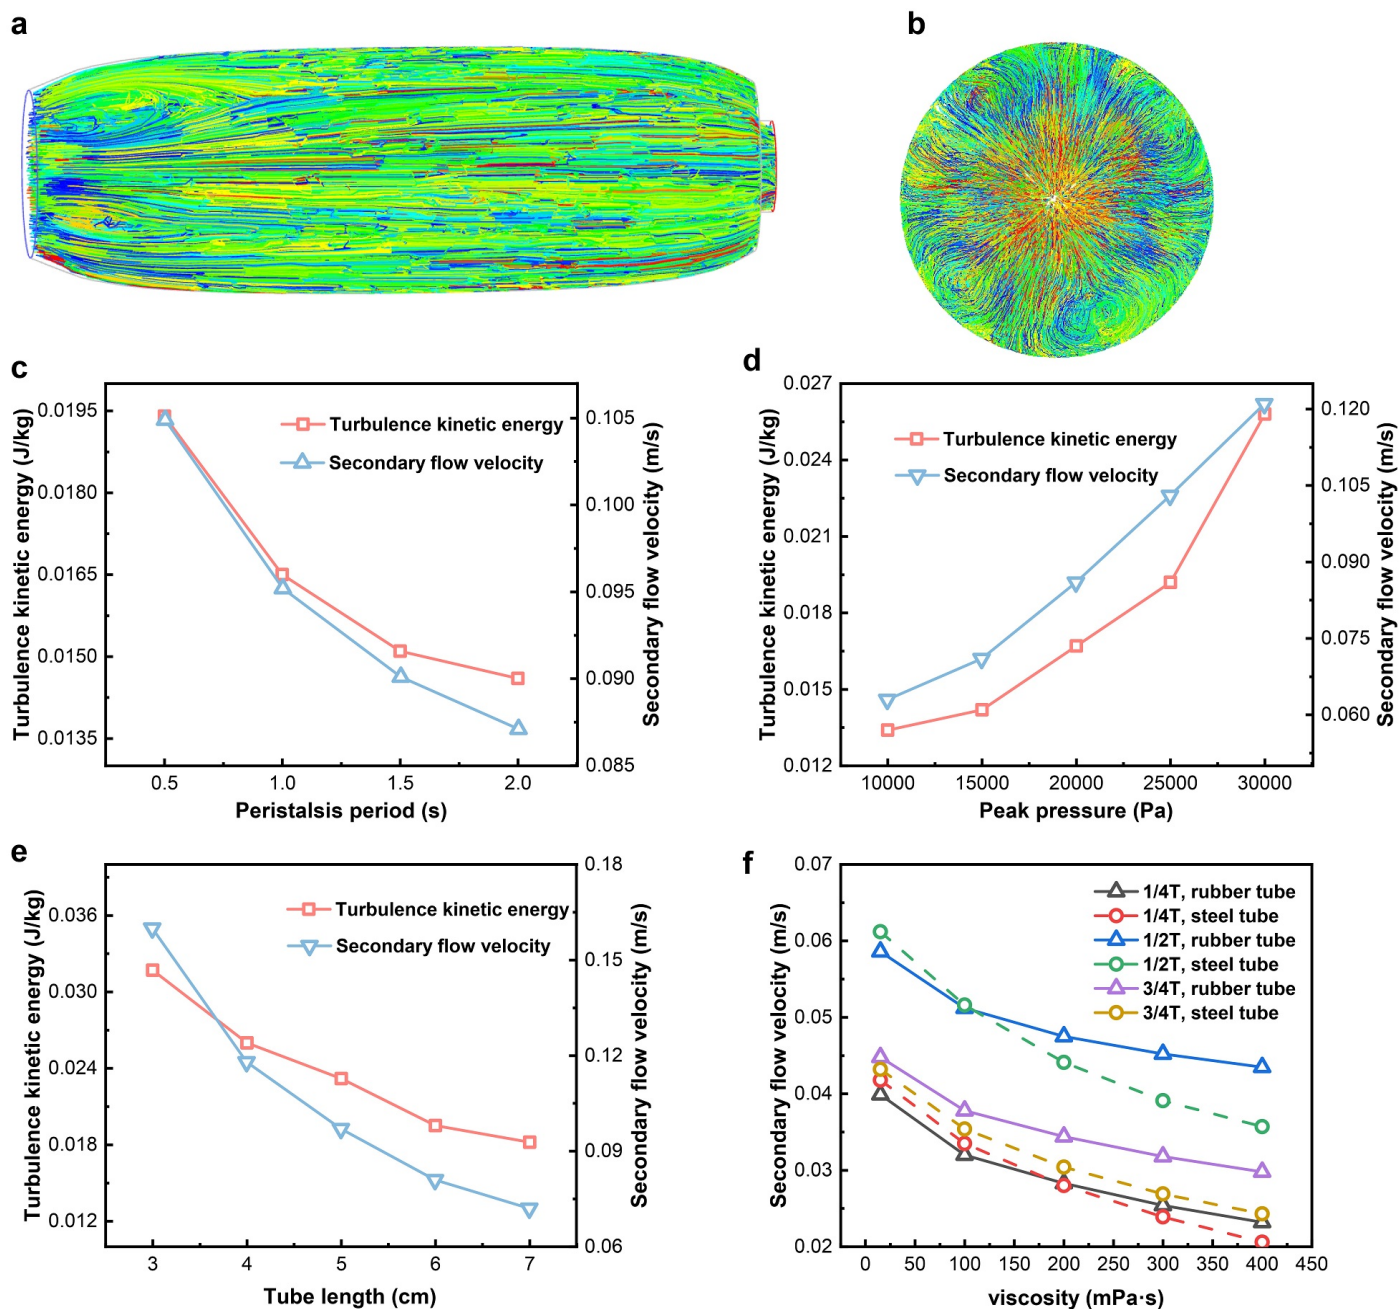 a
b
c
Turbulence kinetic energy (J/kg)
0.0195
0.0180
0.0165
0.0150
0.0135
Turbulence kinetic energy
Secondary flow velocity
0.105
0.100
0.095
0.090
0.085
Secondary flow velocity (m/s)
0.5 1.0 1.5 2.0
Peristalsis period (s)
d
Turbulence kinetic energy (J/kg)
0.027
0.024
0.021
0.018
0.015
0.012
Turbulence kinetic energy
Secondary flow velocity
0.120
0.105
0.090
0.075
0.060
Secondary flow velocity (m/s)
10000 15000 20000 25000 30000
Peak pressure (Pa)
e
Turbulence kinetic energy (J/kg)
0.036
0.030
0.024
0.018
0.012
Turbulence kinetic energy
Secondary flow velocity
0.18
0.15
0.12
0.09
0.06
Secondary flow velocity (m/s)
3 4 5 6 7
Tube length (cm)
f
Secondary flow velocity (m/s)
0.07
0.06
0.05
0.04
0.03
0.02
1/4T, rubber tube
1/4T, steel tube
1/2T, rubber tube
1/2T, steel tube
3/4T, rubber tube
3/4T, steel tube
0 50 100 150 200 250 300 350 400 450
viscosity (mPa·s)